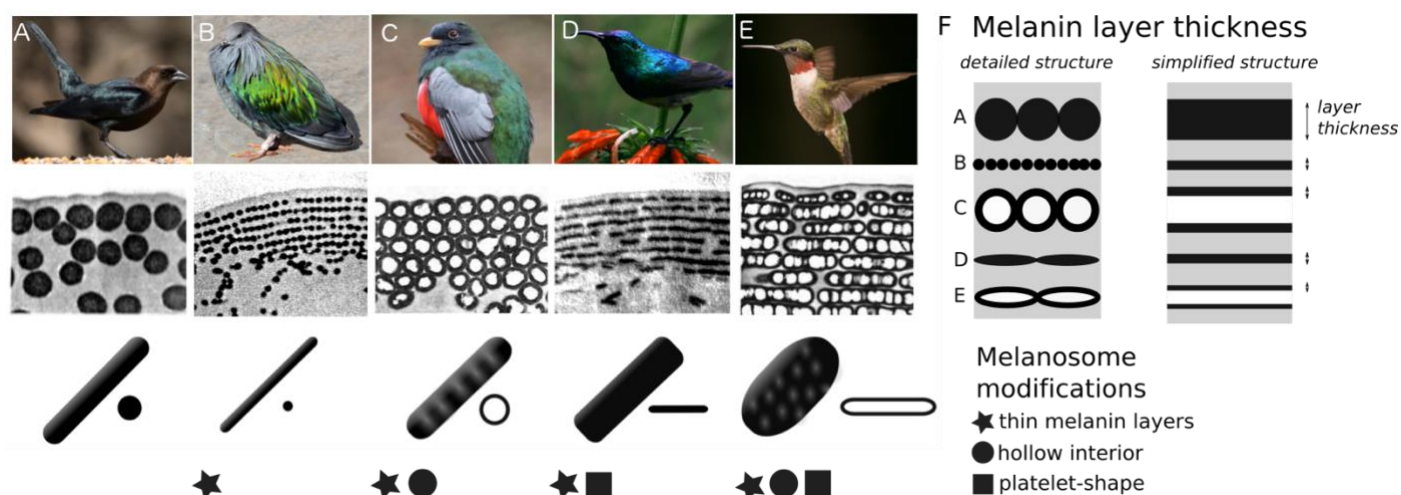 A
B
C
D
E
F Melanin layer thickness
detailed structure
simplified structure
A
B
C
D
E
layer
thickness
Melanosome
modifications
thin melanin layers
hollow interior
platelet-shape